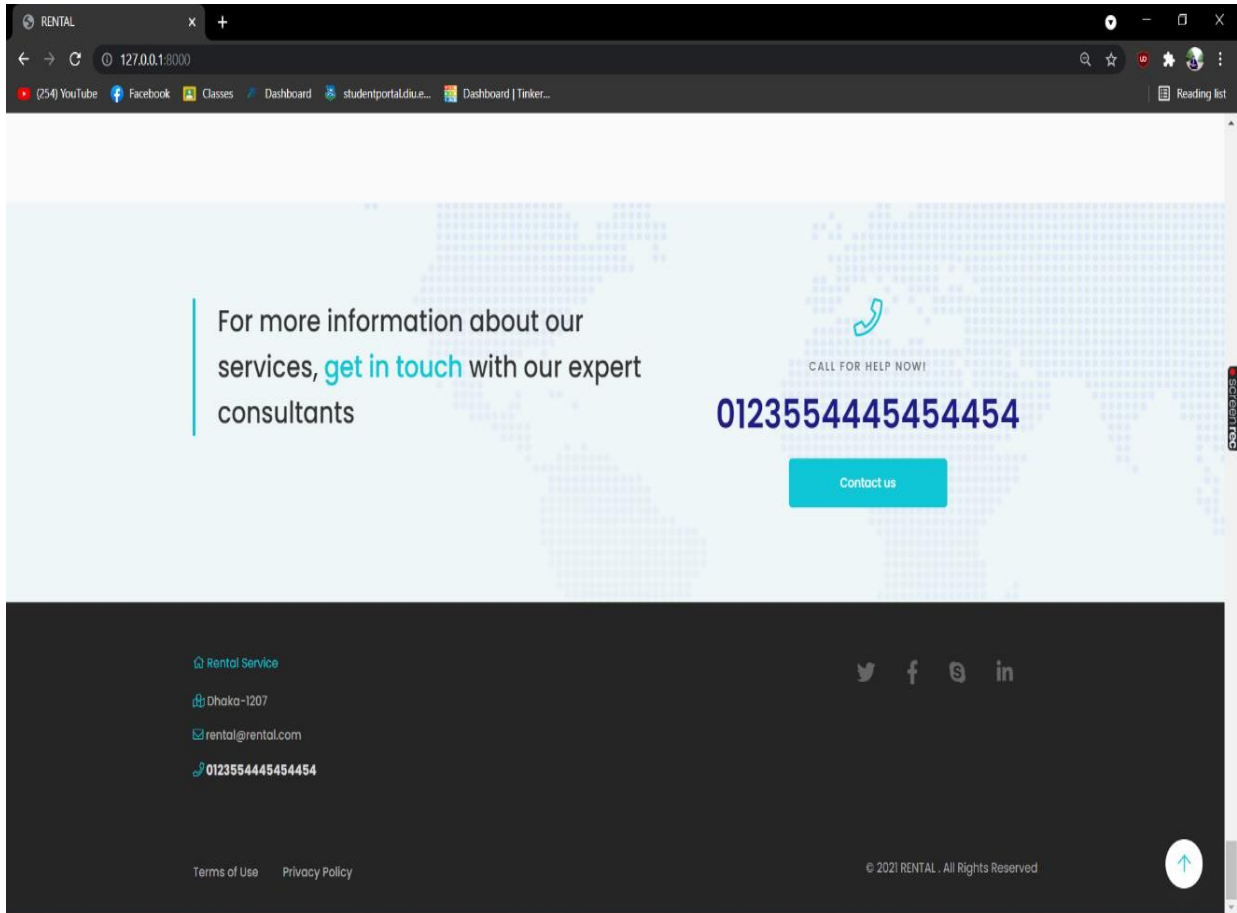 RENTAL
127.0.0.1:8000
(254) YouTube Facebook Classes Dashboard studentportal.diu.e... Dashboard | Tinker... Reading list
For more information about our
services, get in touch with our expert
consultants
CALL FOR HELP NOW!
0123554445454454
Contact us
screenrec
Rental Service
Dhaka-1207
rental@rental.com
0123554445454454
in
Terms of Use Privacy Policy © 2021 RENTAL . All Rights Reserved